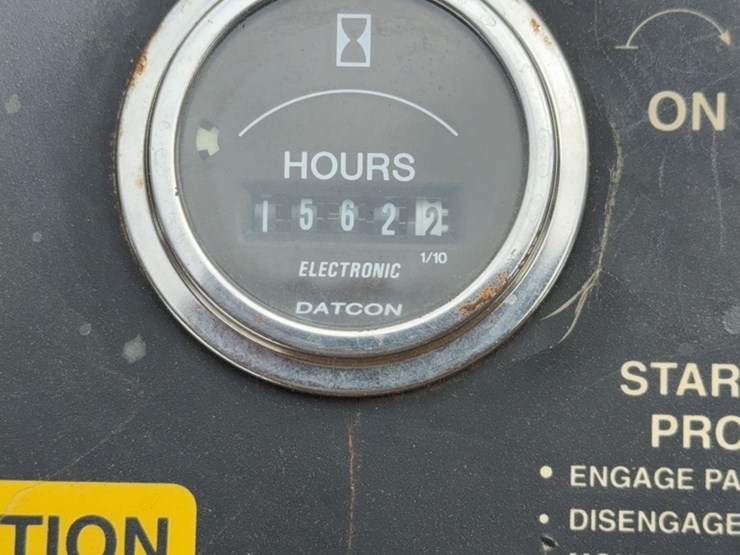 HOURS
1 5 6 2 2
1/10
ELECTRONIC
DATCON
ON
STAR
PRO
• ENGAGE PA
• DISENGAGE
TION